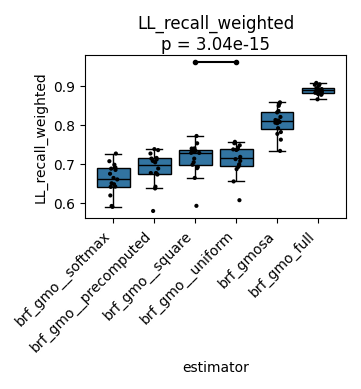 LL_recall_weighted
p = 3.04e-15
LL_recall_weighted
0.9
0.8
0.7
0.6
brf_gmo__softmax
brf_gmo__precomputed
brf_gmo__square
brf_gmo__uniform
brf_gmosa
brf_gmo_full
estimator